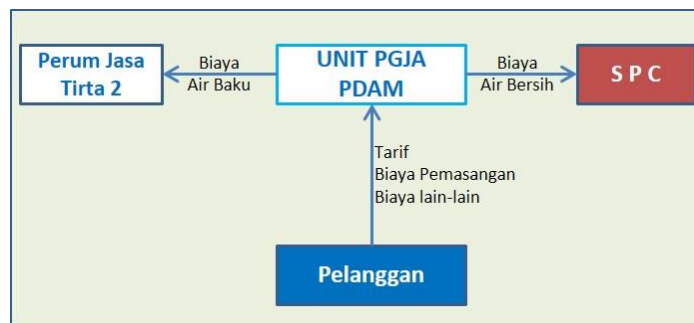 Perum Jasa
Tirta 2
Biaya
Air Baku
UNIT PGJA
PDAM
Biaya
Air Bersih
S P C
Tarif
Biaya Pemasangan
Biaya lain-lain
Pelanggan